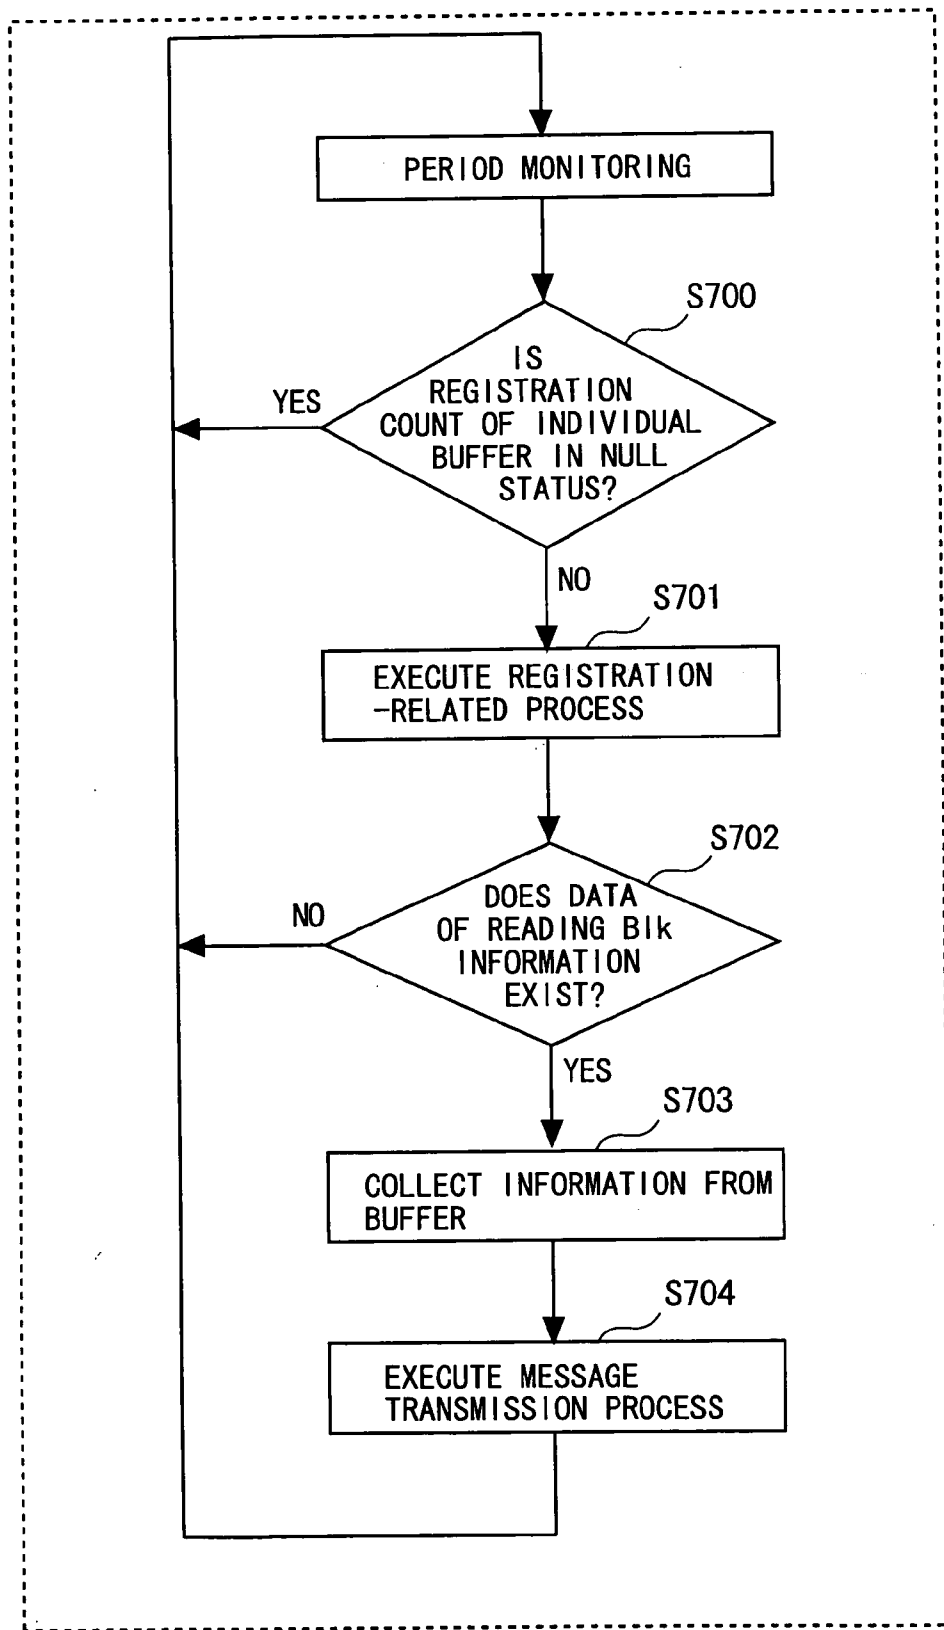 PERIOD MONITORING
S700
IS
REGISTRATION
COUNT OF INDIVIDUAL
BUFFER IN NULL
STATUS?
YES
NO
S701
EXECUTE REGISTRATION
-RELATED PROCESS
S702
DOES DATA
OF READING Blk
INFORMATION
EXIST?
NO
YES
S703
COLLECT INFORMATION FROM
BUFFER
S704
EXECUTE MESSAGE
TRANSMISSION PROCESS